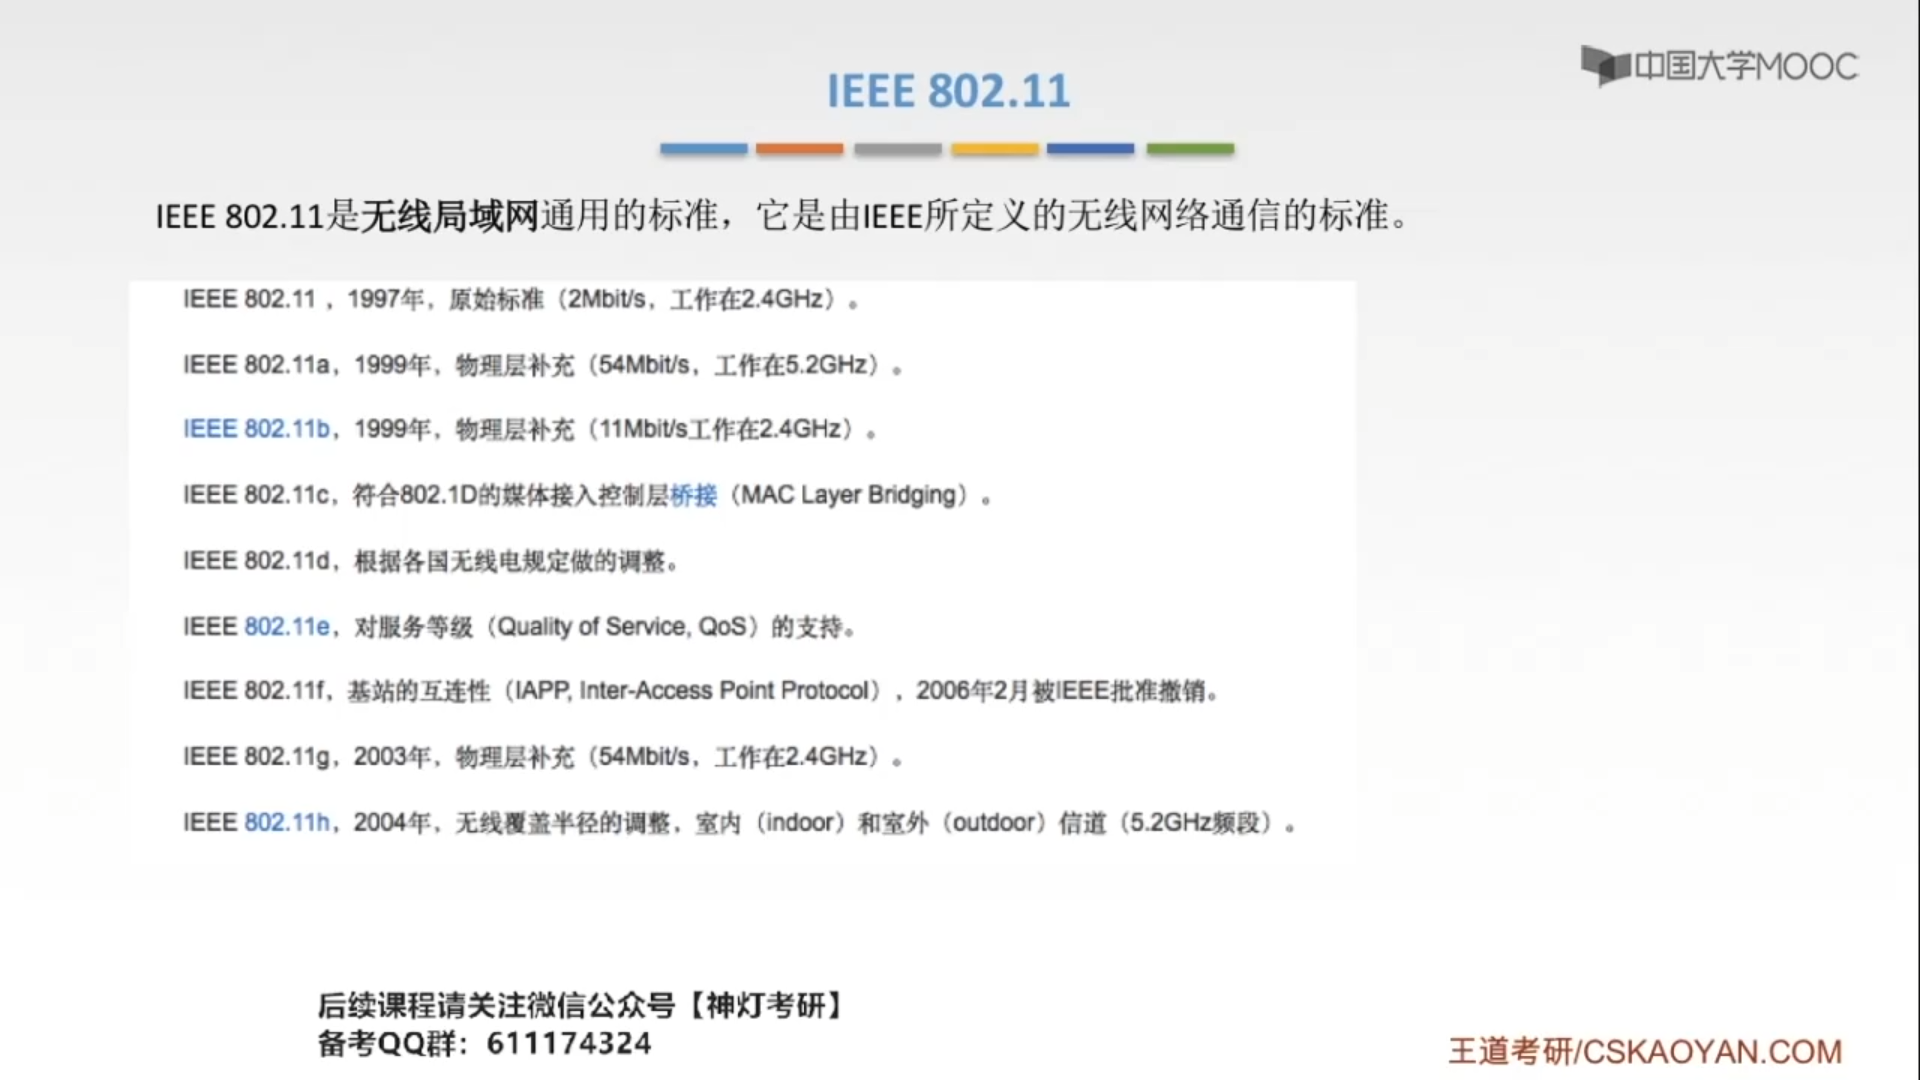 中国大学MOOC
IEEE 802.11
IEEE 802.11是无线局域网通用的标准，它是由IEEE所定义的无线网络通信的标准。
IEEE 802.11 ，1997年，原始标准（2Mbit/s，工作在2.4GHz）。
IEEE 802.11a，1999年，物理层补充（54Mbit/s，工作在5.2GHz）。
IEEE 802.11b，1999年，物理层补充（11Mbit/s工作在2.4GHz）。
IEEE 802.11c，符合802.1D的媒体接入控制层桥接（MAC Layer Bridging）。
IEEE 802.11d，根据各国无线电规定做的调整。
IEEE 802.11e，对服务等级（Quality of Service, QoS）的支持。
IEEE 802.11f，基站的互连性（IAPP, Inter-Access Point Protocol），2006年2月被IEEE批准撤销。
IEEE 802.11g，2003年，物理层补充（54Mbit/s，工作在2.4GHz）。
IEEE 802.11h，2004年，无线覆盖半径的调整，室内（indoor）和室外（outdoor）信道（5.2GHz频段）。
后续课程请关注微信公众号【神灯考研】
备考QQ群：611174324
王道考研/CSKAOYAN.COM